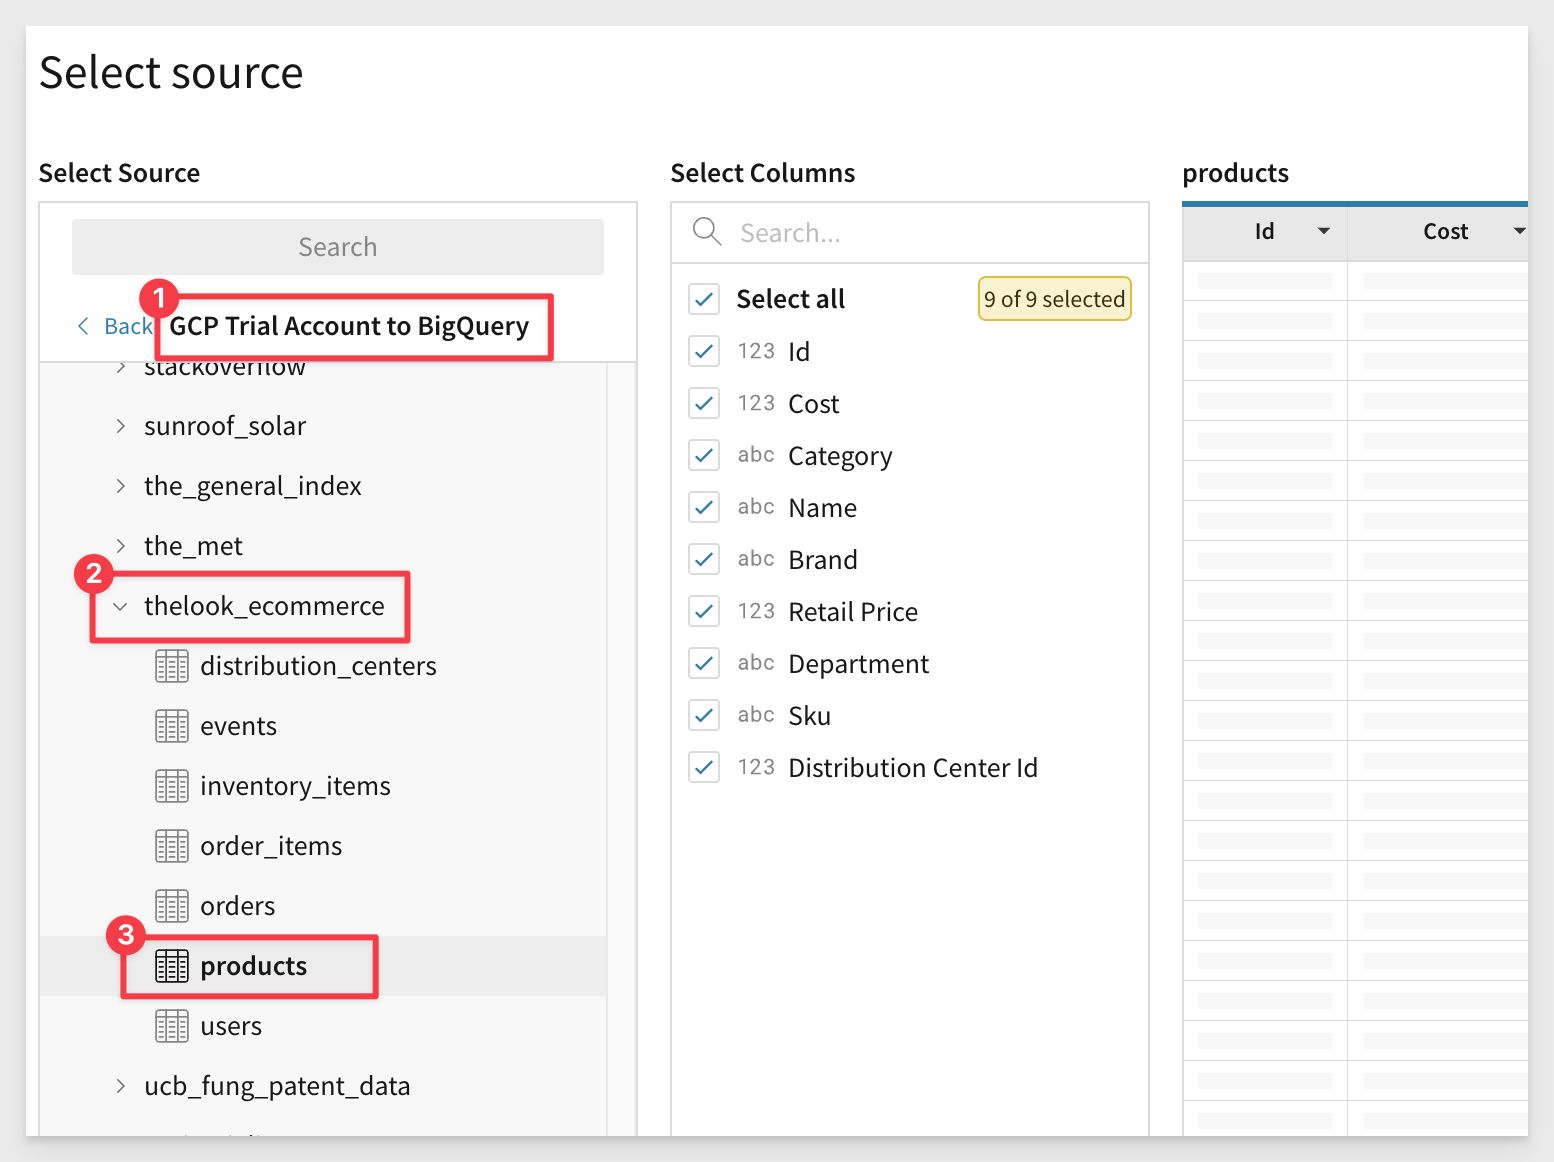 Select source
Select Source
Search
1
Back GCP Trial Account to BigQuery
stackoverflow
sunroof_solar
the_general_index
the_met
2
thelook_ecommerce
distribution_centers
events
inventory_items
order_items
orders
3
products
users
ucb_fung_patent_data
Select Columns
Search...
Select all 9 of 9 selected
123 Id
123 Cost
abc Category
abc Name
abc Brand
123 Retail Price
abc Department
abc Sku
123 Distribution Center Id
products
Id Cost